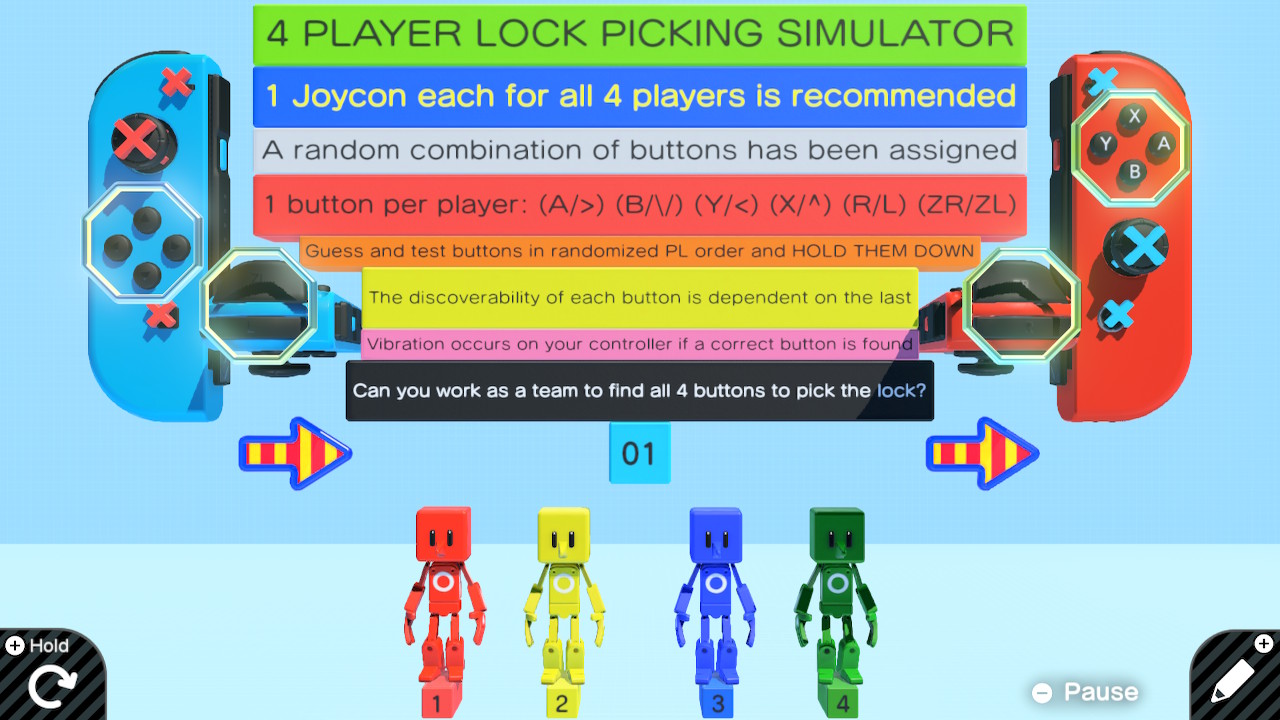 4 PLAYER LOCK PICKING SIMULATOR
1 Joycon each for all 4 players is recommended
A random combination of buttons has been assigned
1 button per player: (A/>) (B/\/) (Y/<) (X/^) (R/L) (ZR/ZL)
Guess and test buttons in randomized PL order and HOLD THEM DOWN
The discoverability of each button is dependent on the last
Vibration occurs on your controller if a correct button is found
Can you work as a team to find all 4 buttons to pick the lock?
X
Y A
B
01
Hold
Pause
1 2 3 4